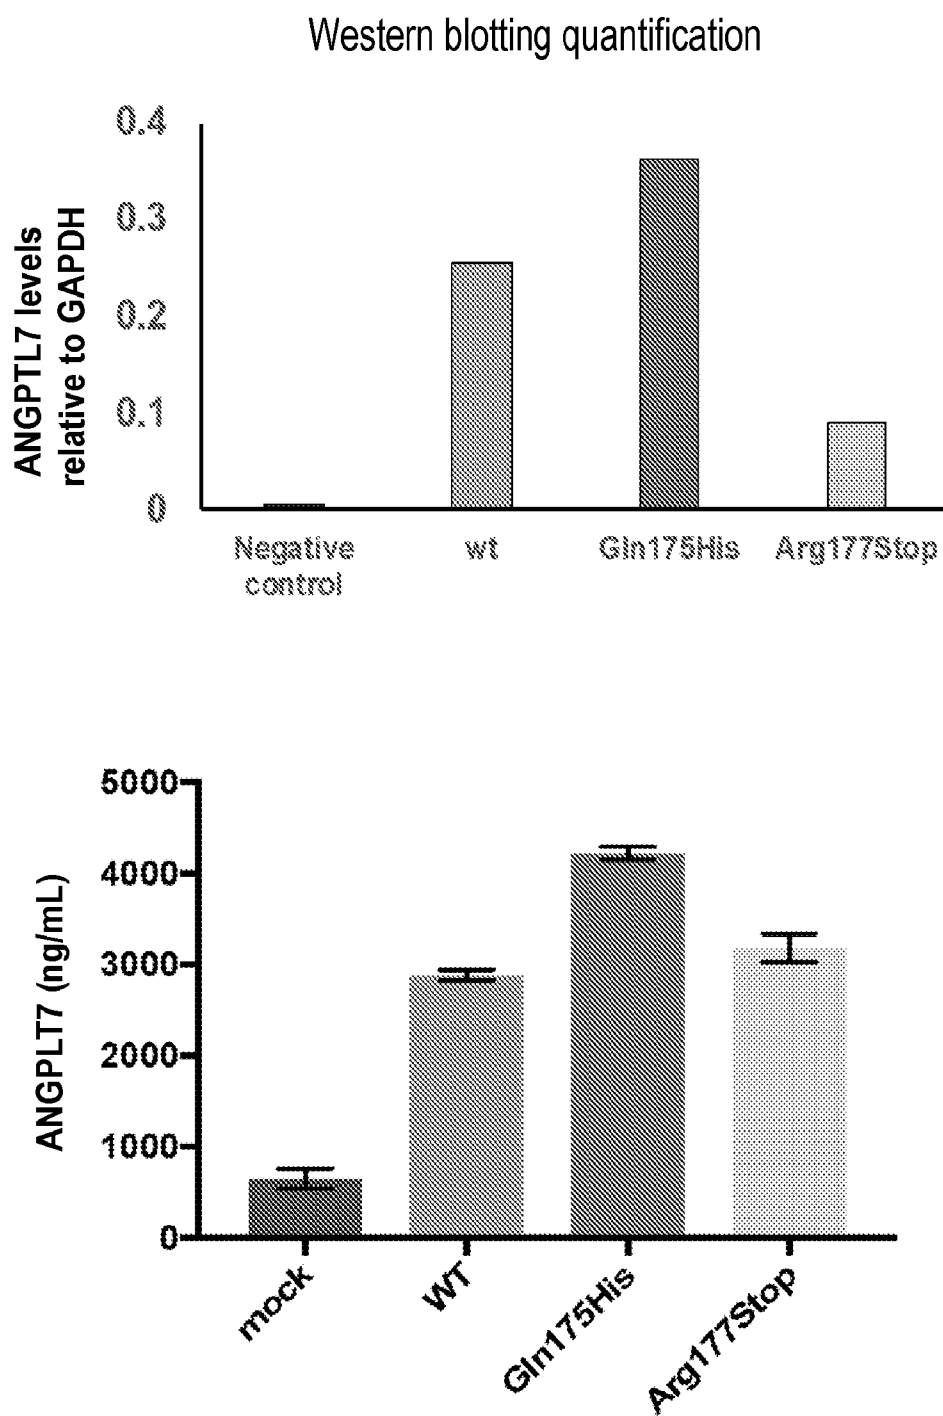 Western blotting quantification
ANGPTL7 levels
relative to GAPDH
0.4
0.3
0.2
0.1
0
Negative
control
wt
Gln175His
Arg177Stop
ANGPLT7 (ng/mL)
5000
4000
3000
2000
1000
0
mock
WT
Gln175His
Arg177Stop